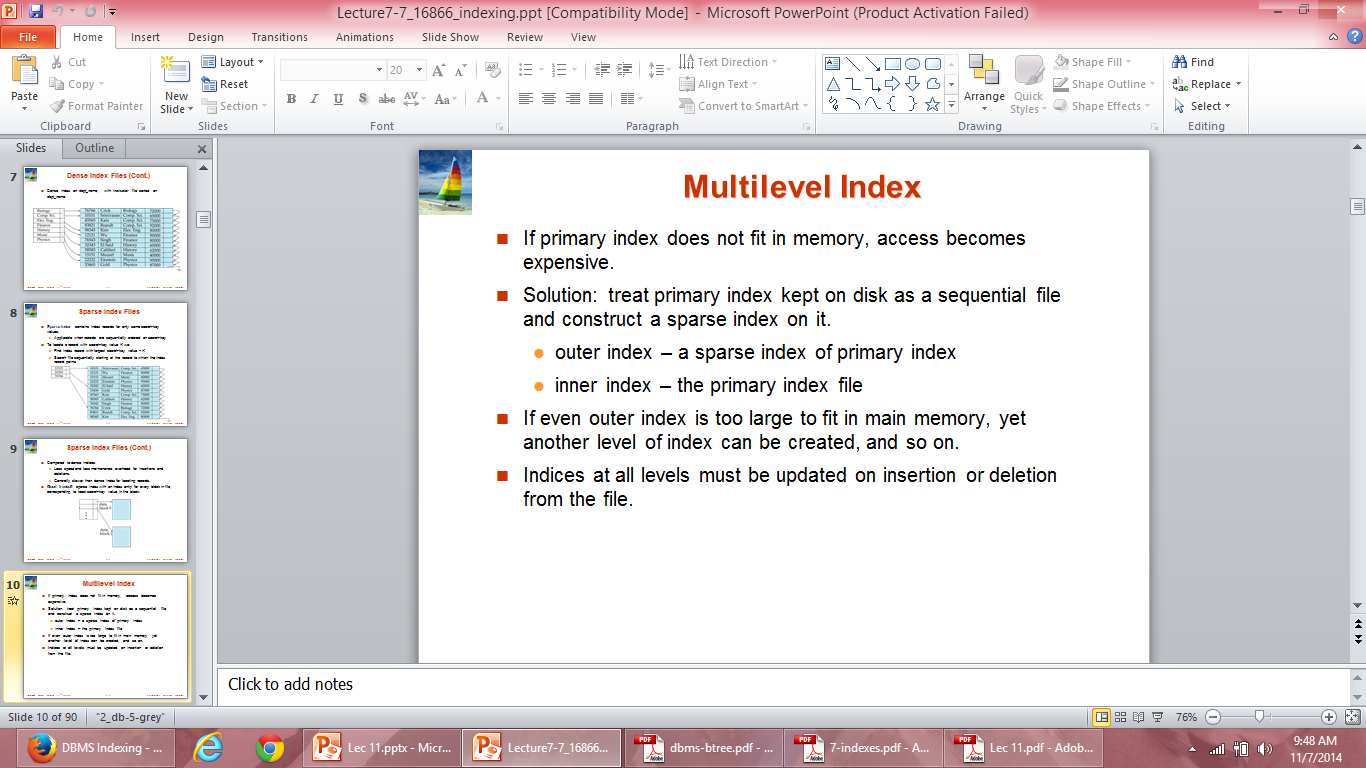 Lecture7-7_16866_indexing.ppt [Compatibility Mode] - Microsoft PowerPoint (Product Activation Failed)
File Home Insert Design Transitions Animations Slide Show Review View
Paste
Cut
Copy
Format Painter
Clipboard
New Slide
Layout
Reset
Section
Slides
20
B I U S abc AV Aa A
Font
Text Direction
Align Text
Convert to SmartArt
Paragraph
Arrange
Quick Styles
Shape Fill
Shape Outline
Shape Effects
Drawing
Find
Replace
Select
Editing
Slides Outline
7
Dense Index Files (Cont.)
8
Sparse Index Files
9
Sparse Index Files (Cont.)
10
Multilevel Index
Multilevel Index
If primary index does not fit in memory, access becomes
expensive.
Solution: treat primary index kept on disk as a sequential file
and construct a sparse index on it.
outer index – a sparse index of primary index
inner index – the primary index file
If even outer index is too large to fit in main memory, yet
another level of index can be created, and so on.
Indices at all levels must be updated on insertion or deletion
from the file.
Click to add notes
Slide 10 of 90 "2_db-5-grey" 76%
DBMS Indexing - ... Lec 11.pptx - Micr... Lecture7-7_16866... dbms-btree.pdf - ... 7-indexes.pdf - A... Lec 11.pdf - Adob...
9:48 AM
11/7/2014